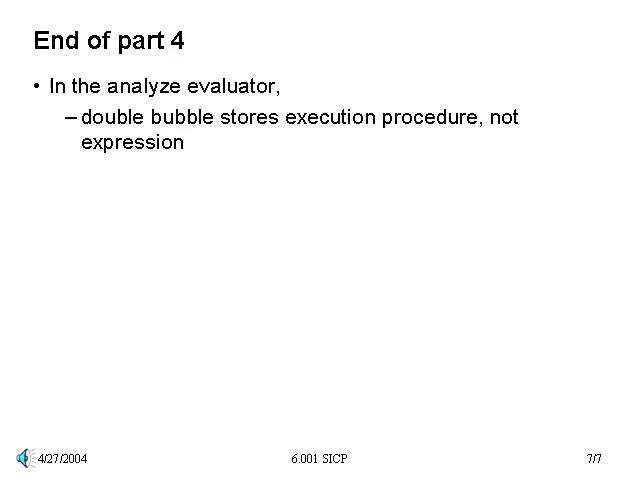 End of part 4
• In the analyze evaluator,
– double bubble stores execution procedure, not
expression
4/27/2004
6.001 SICP
7/7